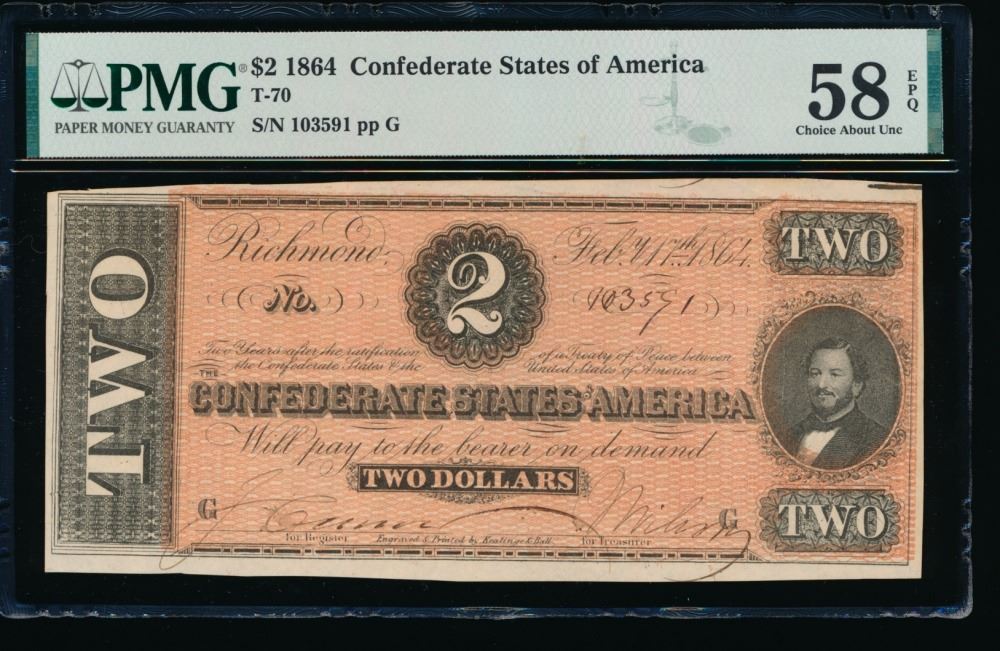 PMG® $2 1864 Confederate States of America
T-70
PAPER MONEY GUARANTY S/N 103591 pp G
58 EPQ
Choice About Unc
TWO
Richmond, Feb.y 17th 1864.
2
TWO
No. 103591
Two Years after the ratification of a Treaty of Peace between
the Confederate States & the United States of America
THE
CONFEDERATE STATES OF AMERICA
Will pay to the bearer on demand
TWO DOLLARS
G G
TWO
for Register Engraved & Printed by Keatinge & Ball for Treasurer